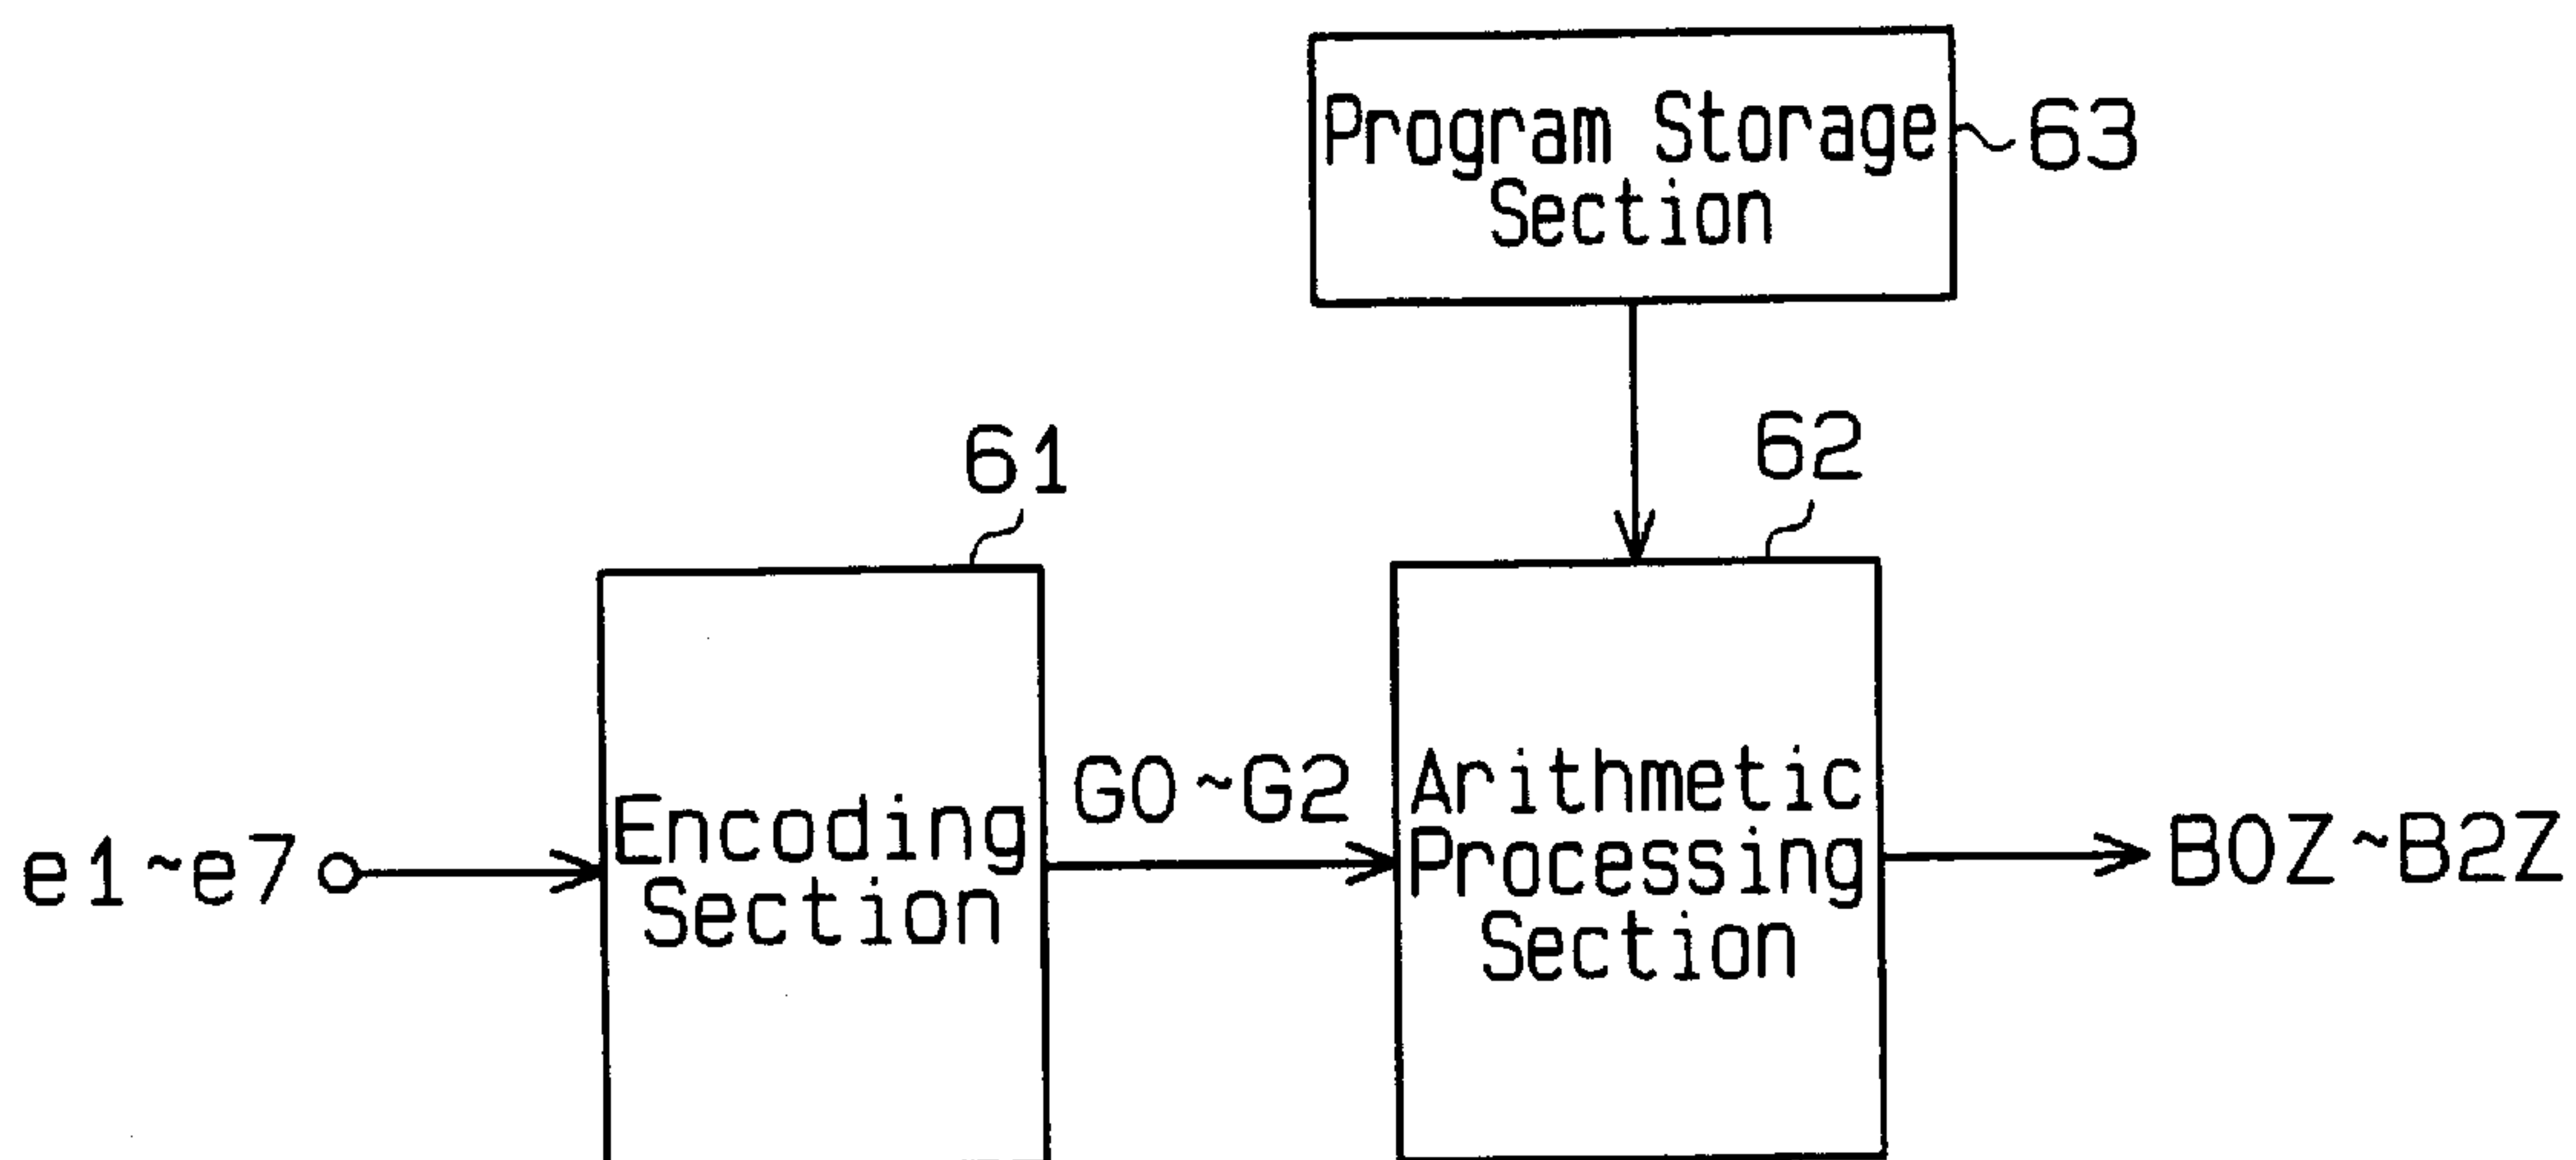 Program Storage
Section
63
61
62
e1~e7
Encoding
Section
G0~G2
Arithmetic
Processing
Section
B0Z~B2Z